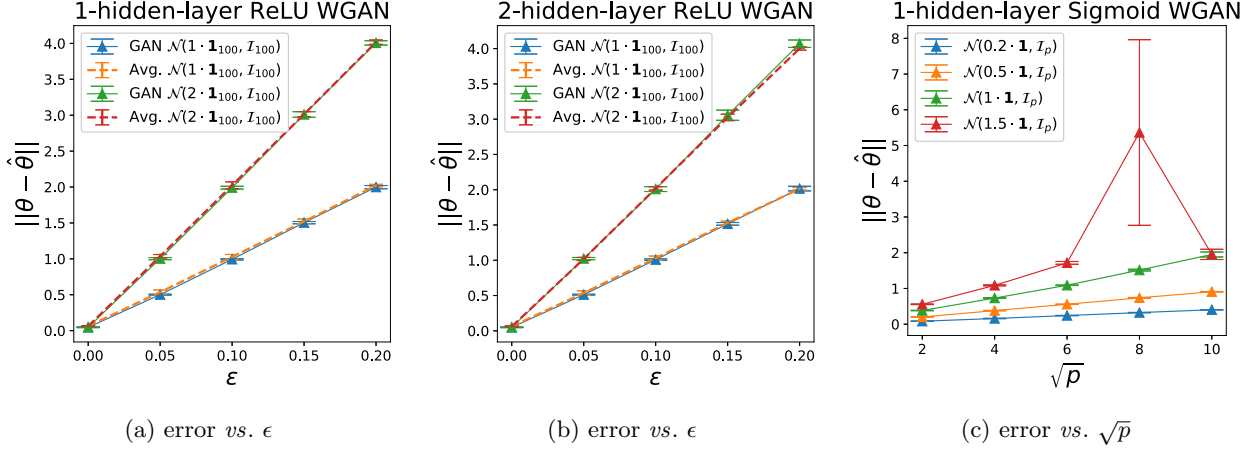 1-hidden-layer ReLU WGAN
||θ − θ̂||
4.0
3.5
3.0
2.5
2.0
1.5
1.0
0.5
0.0
GAN 𝒩(1 · 𝟏₁₀₀, ℐ₁₀₀)
Avg. 𝒩(1 · 𝟏₁₀₀, ℐ₁₀₀)
GAN 𝒩(2 · 𝟏₁₀₀, ℐ₁₀₀)
Avg. 𝒩(2 · 𝟏₁₀₀, ℐ₁₀₀)
0.00 0.05 0.10 0.15 0.20
ε
(a) error vs. ϵ
2-hidden-layer ReLU WGAN
||θ − θ̂||
4.0
3.5
3.0
2.5
2.0
1.5
1.0
0.5
0.0
GAN 𝒩(1 · 𝟏₁₀₀, ℐ₁₀₀)
Avg. 𝒩(1 · 𝟏₁₀₀, ℐ₁₀₀)
GAN 𝒩(2 · 𝟏₁₀₀, ℐ₁₀₀)
Avg. 𝒩(2 · 𝟏₁₀₀, ℐ₁₀₀)
0.00 0.05 0.10 0.15 0.20
ε
(b) error vs. ϵ
1-hidden-layer Sigmoid WGAN
||θ − θ̂||
8
7
6
5
4
3
2
1
0
𝒩(0.2 · 𝟏, ℐₚ)
𝒩(0.5 · 𝟏, ℐₚ)
𝒩(1 · 𝟏, ℐₚ)
𝒩(1.5 · 𝟏, ℐₚ)
2 4 6 8 10
√p
(c) error vs. √p